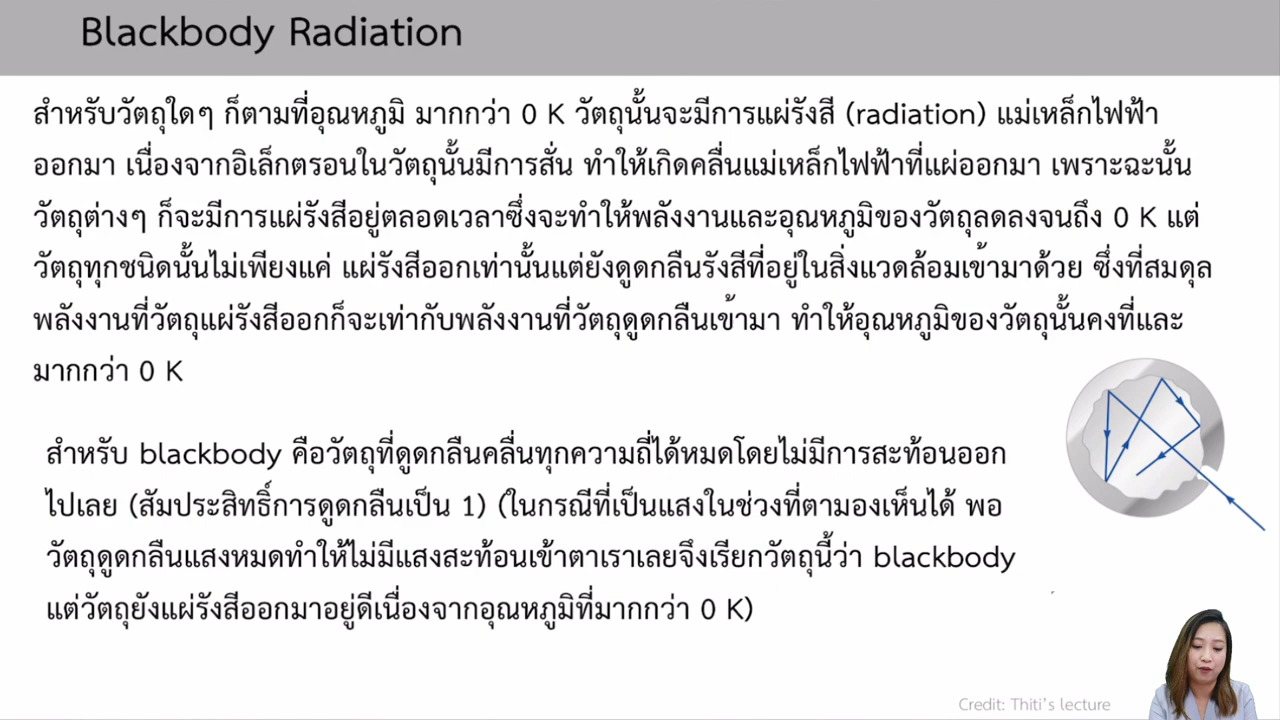 Blackbody Radiation
สำหรับวัตถุใดๆ ก็ตามที่อุณหภูมิ มากกว่า 0 K วัตถุนั้นจะมีการแผ่รังสี (radiation) แม่เหล็กไฟฟ้า
ออกมา เนื่องจากอิเล็กตรอนในวัตถุนั้นมีการสั่น ทำให้เกิดคลื่นแม่เหล็กไฟฟ้าที่แผ่ออกมา เพราะฉะนั้น
วัตถุต่างๆ ก็จะมีการแผ่รังสีอยู่ตลอดเวลาซึ่งจะทำให้พลังงานและอุณหภูมิของวัตถุลดลงจนถึง 0 K แต่
วัตถุทุกชนิดนั้นไม่เพียงแค่ แผ่รังสีออกเท่านั้นแต่ยังดูดกลืนรังสีที่อยู่ในสิ่งแวดล้อมเข้ามาด้วย ซึ่งที่สมดุล
พลังงานที่วัตถุแผ่รังสีออกก็จะเท่ากับพลังงานที่วัตถุดูดกลืนเข้ามา ทำให้อุณหภูมิของวัตถุนั้นคงที่และ
มากกว่า 0 K
สำหรับ blackbody คือวัตถุที่ดูดกลืนคลื่นทุกความถี่ได้หมดโดยไม่มีการสะท้อนออก
ไปเลย (สัมประสิทธิ์การดูดกลืนเป็น 1) (ในกรณีที่เป็นแสงในช่วงที่ตามองเห็นได้ พอ
วัตถุดูดกลืนแสงหมดทำให้ไม่มีแสงสะท้อนเข้าตาเราเลยจึงเรียกวัตถุนี้ว่า blackbody
แต่วัตถุยังแผ่รังสีออกมาอยู่ดีเนื่องจากอุณหภูมิที่มากกว่า 0 K)
Credit: Thiti's lecture